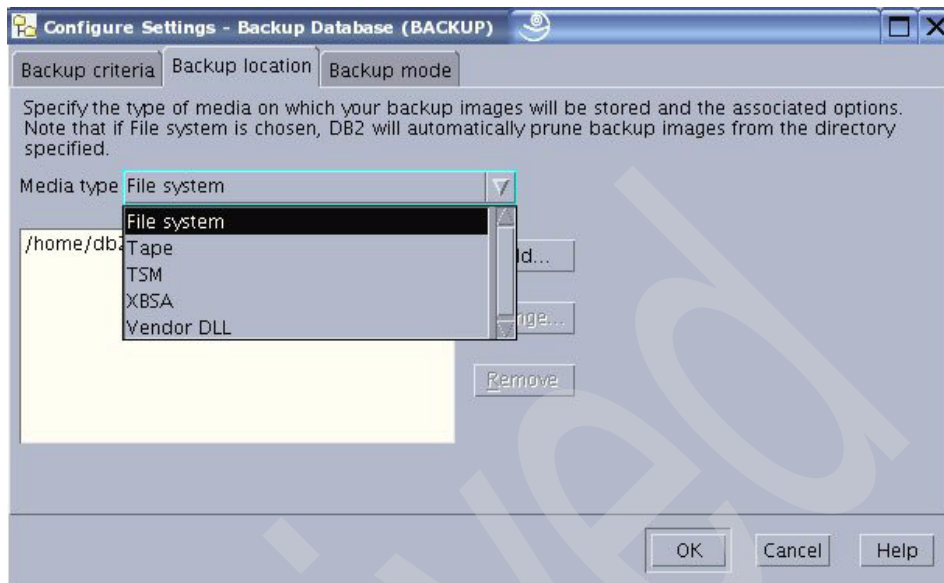 Configure Settings - Backup Database (BACKUP)
Backup criteria
Backup location
Backup mode
Specify the type of media on which your backup images will be stored and the associated options.
Note that if File system is chosen, DB2 will automatically prune backup images from the directory
specified.
Media type File system
File system
Tape
TSM
XBSA
Vendor DLL
Remove
OK
Cancel
Help